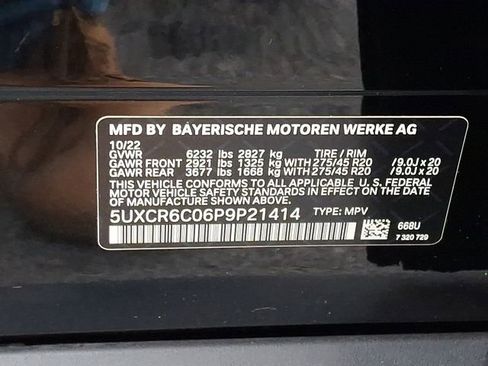 MFD BY BAYERISCHE MOTOREN WERKE AG
10/22
GVWR 6232 lbs 2827 kg TIRE / RIM
GAWR FRONT 2921 lbs 1325 kg WITH 275/45 R20 / 9.0J x 20
GAWR REAR 3677 lbs 1668 kg WITH 275/45 R20 / 9.0J x 20
THIS VEHICLE CONFORMS TO ALL APPLICABLE U. S. FEDERAL
MOTOR VEHICLE SAFETY STANDARDS IN EFFECT ON THE DATE
OF MANUFACTURE SHOWN ABOVE.
5UXCR6C06P9P21414 TYPE: MPV
668U
7 320 729